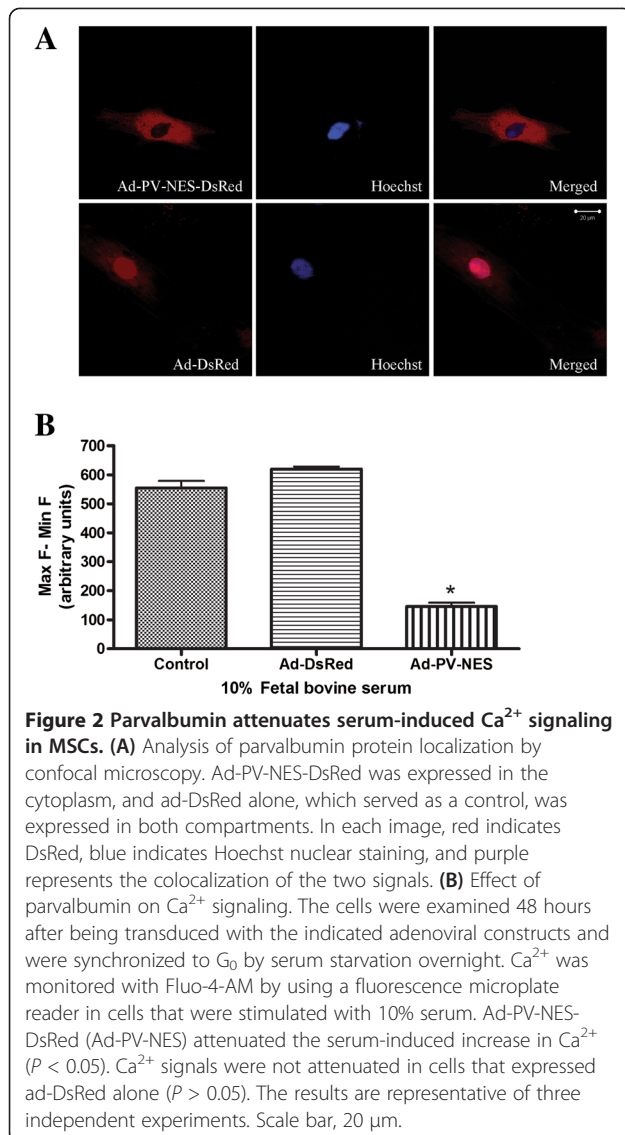 A
Ad-PV-NES-DsRed
Hoechst
Merged
20 µm
Ad-DsRed
Hoechst
Merged
B
Max F- Min F
(arbitrary units)
700
600
500
400
300
200
100
0
*
Control
Ad-DsRed
Ad-PV-NES
10% Fetal bovine serum
Figure 2 Parvalbumin attenuates serum-induced Ca²⁺ signaling
in MSCs. (A) Analysis of parvalbumin protein localization by
confocal microscopy. Ad-PV-NES-DsRed was expressed in the
cytoplasm, and ad-DsRed alone, which served as a control, was
expressed in both compartments. In each image, red indicates
DsRed, blue indicates Hoechst nuclear staining, and purple
represents the colocalization of the two signals. (B) Effect of
parvalbumin on Ca²⁺ signaling. The cells were examined 48 hours
after being transduced with the indicated adenoviral constructs and
were synchronized to G₀ by serum starvation overnight. Ca²⁺ was
monitored with Fluo-4-AM by using a fluorescence microplate
reader in cells that were stimulated with 10% serum. Ad-PV-NES-
DsRed (Ad-PV-NES) attenuated the serum-induced increase in Ca²⁺
(P < 0.05). Ca²⁺ signals were not attenuated in cells that expressed
ad-DsRed alone (P > 0.05). The results are representative of three
independent experiments. Scale bar, 20 µm.